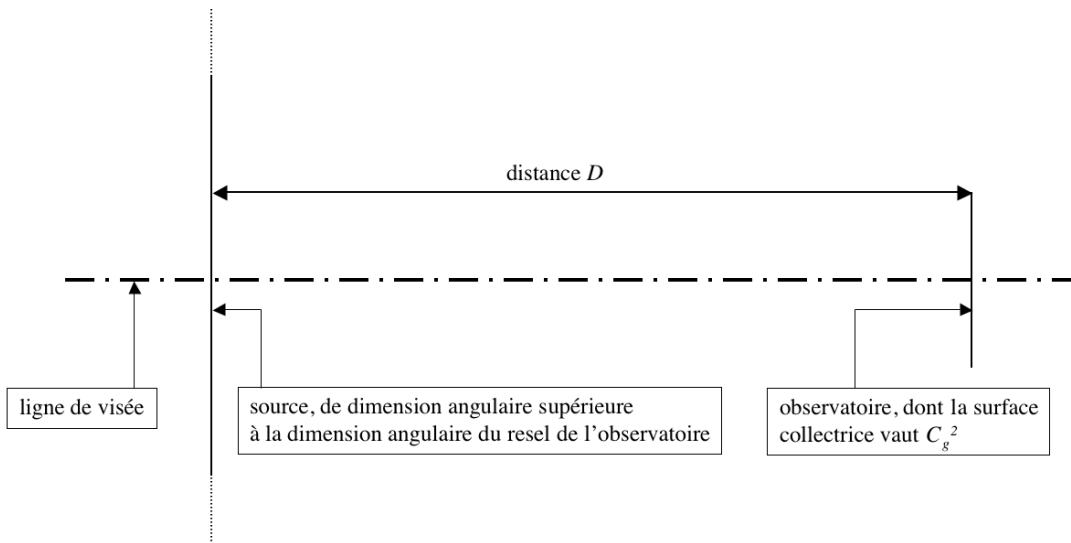 distance D
ligne de visée
source, de dimension angulaire supérieure
à la dimension angulaire du resel de l'observatoire
observatoire, dont la surface
collectrice vaut C_g²